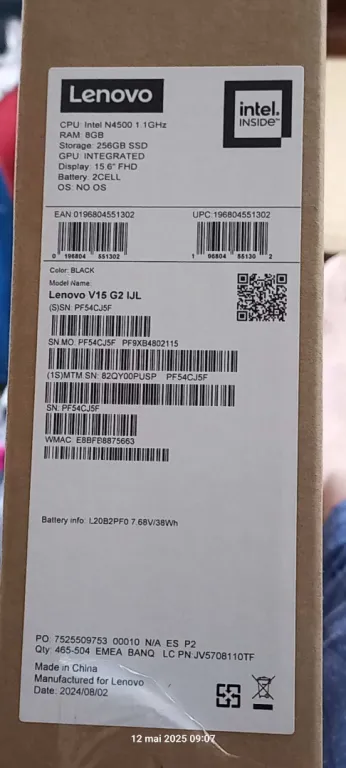 Lenovo
intel.
INSIDE™
CPU: Intel N4500 1.1GHz
RAM: 8GB
Storage: 256GB SSD
GPU: INTEGRATED
Display: 15.6" FHD
Battery: 2CELL
OS: NO OS
EAN:0196804551302
UPC:196804551302
0 196804 551302
1 96804 55130 2
Color: BLACK
Model Name:
Lenovo V15 G2 IJL
(S)SN: PF54CJ5F
SN.MO. PF54CJ5F PF9XB4802115
(1S)MTM SN: 82QY00PUSP PF54CJ5F
SN: PF54CJ5F
WMAC: E8BFB8875663
Battery info: L20B2PF0 7.68V/38Wh
PO: 7525509753 00010 N/A ES P2
Qty: 465-504 EMEA BANQ LC PN:JV5708110TF
Made in China
Manufactured for Lenovo
Date: 2024/08/02
12 mai 2025 09:07